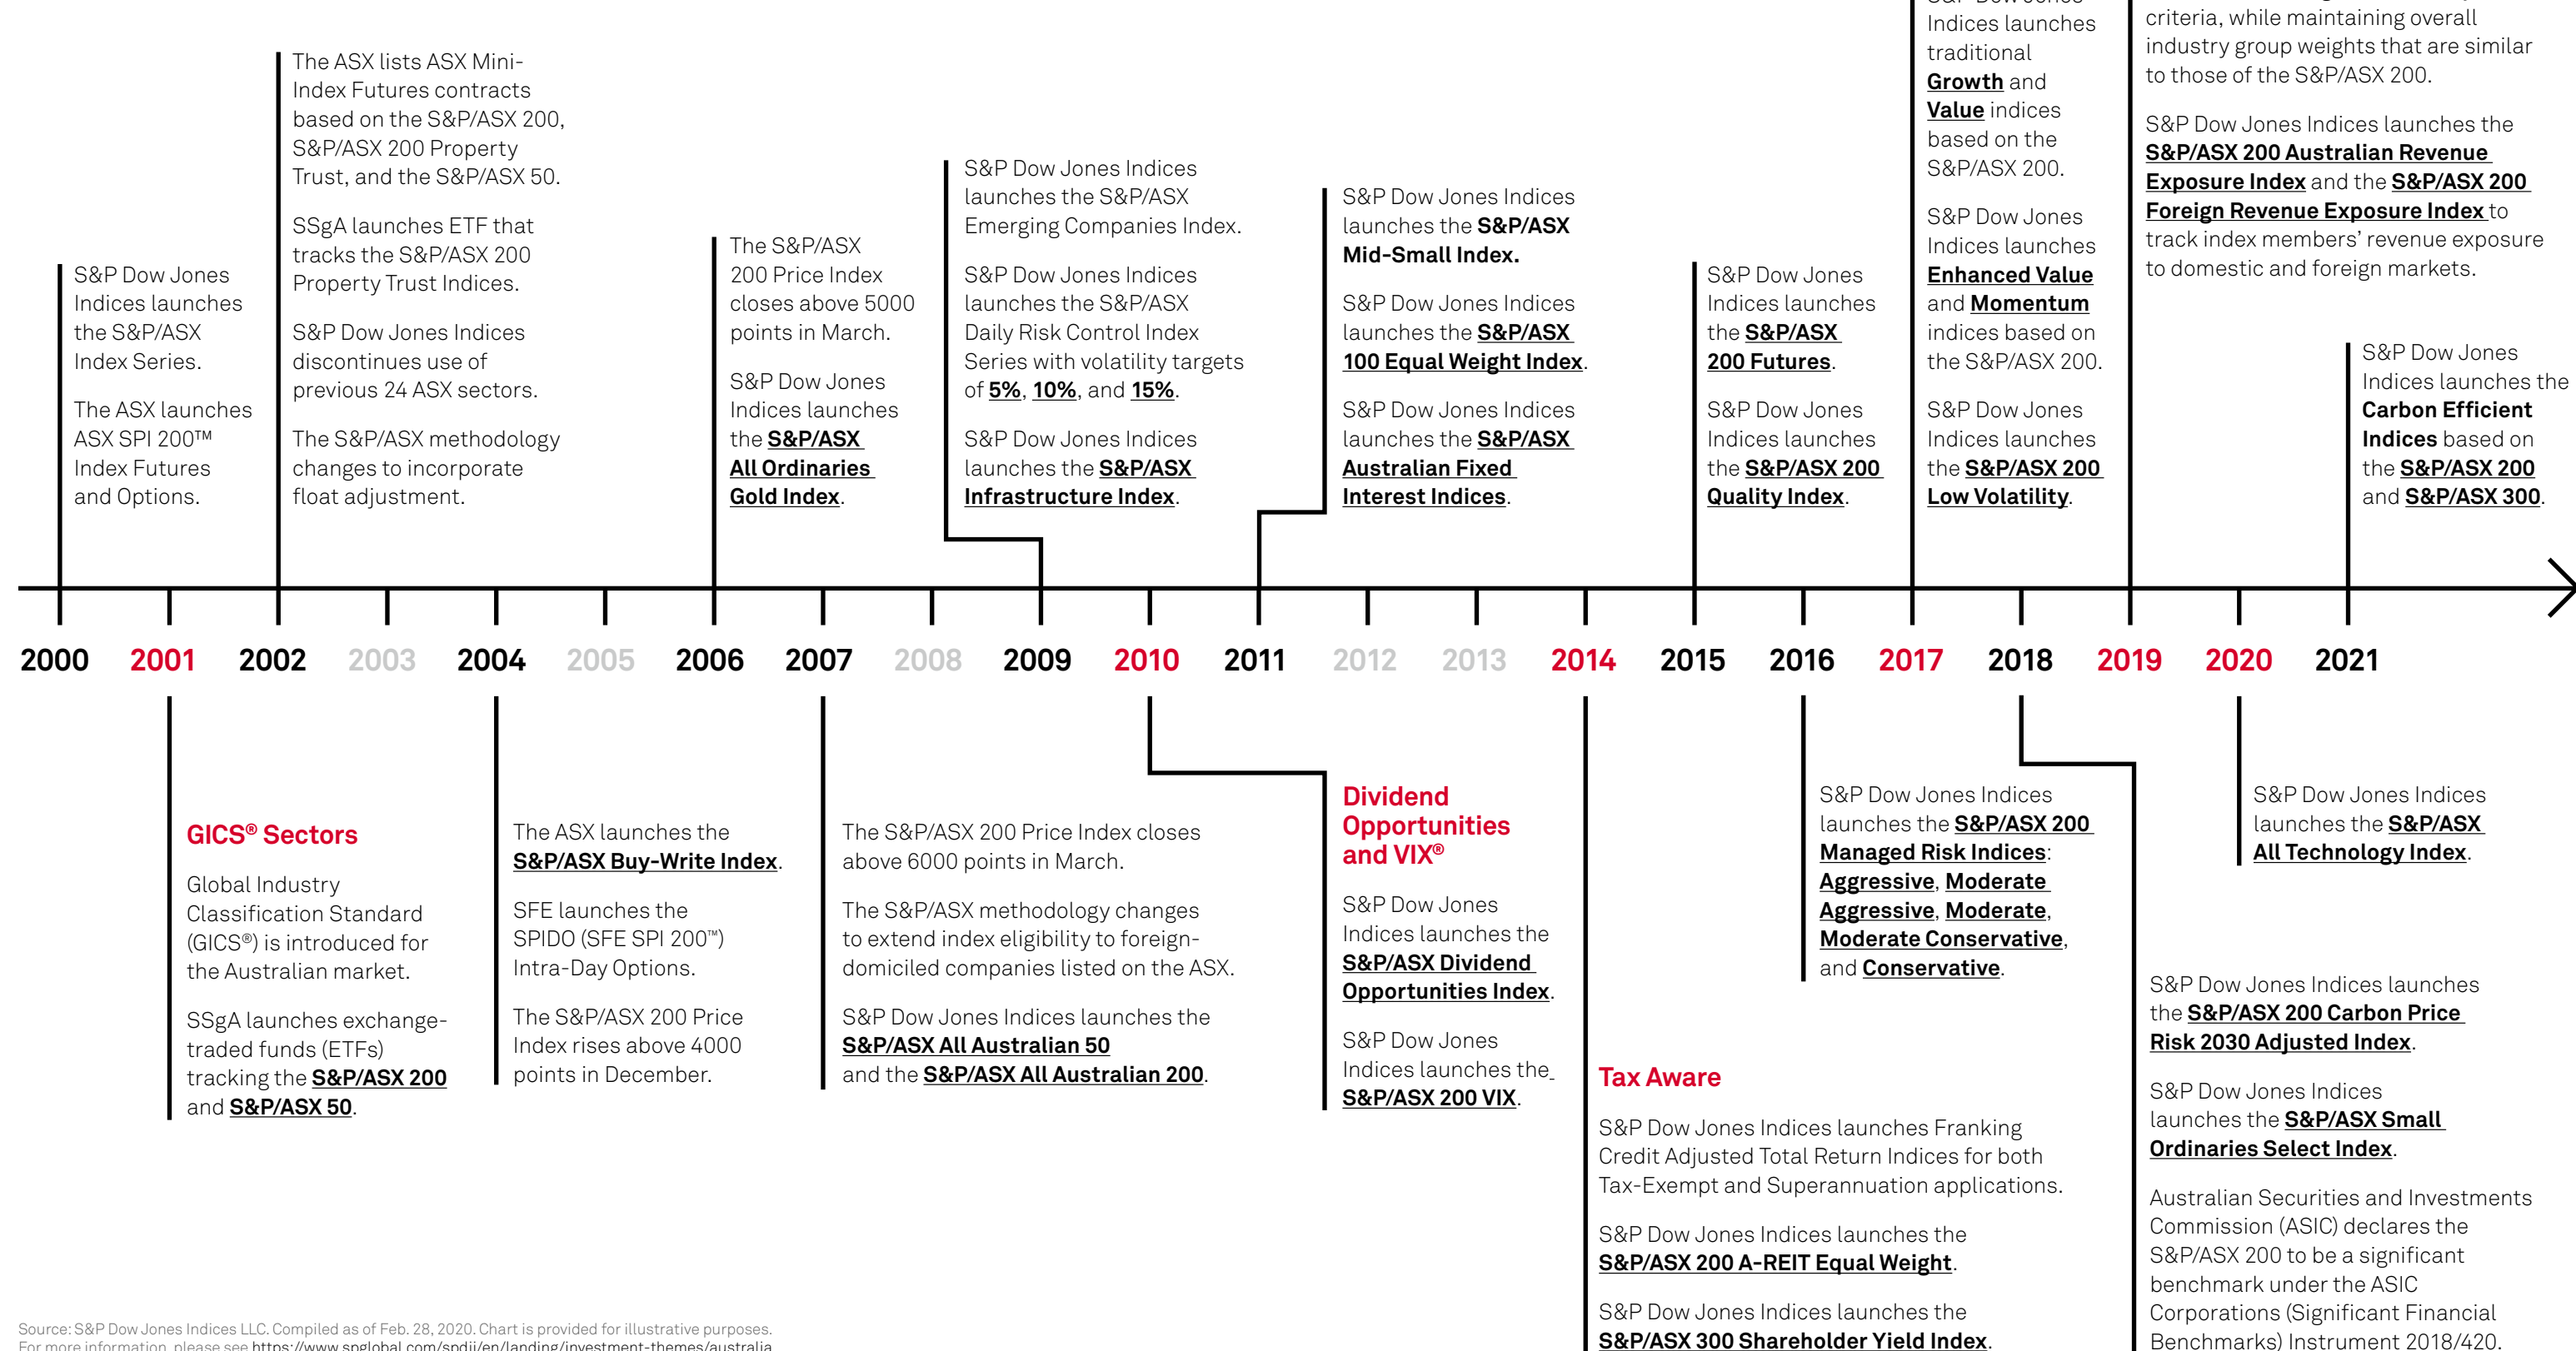 The ASX lists ASX Mini-
Index Futures contracts
based on the S&P/ASX 200,
S&P/ASX 200 Property
Trust, and the S&P/ASX 50.
SSgA launches ETF that
tracks the S&P/ASX 200
Property Trust Indices.
S&P Dow Jones Indices
discontinues use of
previous 24 ASX sectors.
The S&P/ASX methodology
changes to incorporate
float adjustment.
S&P Dow Jones
Indices launches
the S&P/ASX
Index Series.
The ASX launches
ASX SPI 200™
Index Futures
and Options.
The S&P/ASX
200 Price Index
closes above 5000
points in March.
S&P Dow Jones
Indices launches
the S&P/ASX
All Ordinaries
Gold Index.
S&P Dow Jones Indices
launches the S&P/ASX
Emerging Companies Index.
S&P Dow Jones Indices
launches the S&P/ASX
Daily Risk Control Index
Series with volatility targets
of 5%, 10%, and 15%.
S&P Dow Jones Indices
launches the S&P/ASX
Infrastructure Index.
S&P Dow Jones Indices
launches the S&P/ASX
Mid-Small Index.
S&P Dow Jones Indices
launches the S&P/ASX
100 Equal Weight Index.
S&P Dow Jones Indices
launches the S&P/ASX
Australian Fixed
Interest Indices.
S&P Dow Jones
Indices launches
the S&P/ASX
200 Futures.
S&P Dow Jones
Indices launches
the S&P/ASX 200
Quality Index.
S&P Dow Jones
Indices launches
traditional
Growth and
Value indices
based on the
S&P/ASX 200.
S&P Dow Jones
Indices launches
Enhanced Value
and Momentum
indices based on
the S&P/ASX 200.
S&P Dow Jones
Indices launches
the S&P/ASX 200
Low Volatility.
criteria, while maintaining overall
industry group weights that are similar
to those of the S&P/ASX 200.
S&P Dow Jones Indices launches the
S&P/ASX 200 Australian Revenue
Exposure Index and the S&P/ASX 200
Foreign Revenue Exposure Index to
track index members’ revenue exposure
to domestic and foreign markets.
S&P Dow Jones
Indices launches the
Carbon Efficient
Indices based on
the S&P/ASX 200
and S&P/ASX 300.
2000 2001 2002 2003 2004 2005 2006 2007 2008 2009 2010 2011 2012 2013 2014 2015 2016 2017 2018 2019 2020 2021
GICS® Sectors
Global Industry
Classification Standard
(GICS®) is introduced for
the Australian market.
SSgA launches exchange-
traded funds (ETFs)
tracking the S&P/ASX 200
and S&P/ASX 50.
The ASX launches the
S&P/ASX Buy-Write Index.
SFE launches the
SPIDO (SFE SPI 200™)
Intra-Day Options.
The S&P/ASX 200 Price
Index rises above 4000
points in December.
The S&P/ASX 200 Price Index closes
above 6000 points in March.
The S&P/ASX methodology changes
to extend index eligibility to foreign-
domiciled companies listed on the ASX.
S&P Dow Jones Indices launches the
S&P/ASX All Australian 50
and the S&P/ASX All Australian 200.
Dividend
Opportunities
and VIX®
S&P Dow Jones
Indices launches the
S&P/ASX Dividend
Opportunities Index.
S&P Dow Jones
Indices launches the
S&P/ASX 200 VIX.
Tax Aware
S&P Dow Jones Indices launches Franking
Credit Adjusted Total Return Indices for both
Tax-Exempt and Superannuation applications.
S&P Dow Jones Indices launches the
S&P/ASX 200 A-REIT Equal Weight.
S&P Dow Jones Indices launches the
S&P/ASX 300 Shareholder Yield Index.
S&P Dow Jones Indices
launches the S&P/ASX 200
Managed Risk Indices:
Aggressive, Moderate
Aggressive, Moderate,
Moderate Conservative,
and Conservative.
S&P Dow Jones Indices launches
the S&P/ASX 200 Carbon Price
Risk 2030 Adjusted Index.
S&P Dow Jones Indices
launches the S&P/ASX Small
Ordinaries Select Index.
Australian Securities and Investments
Commission (ASIC) declares the
S&P/ASX 200 to be a significant
benchmark under the ASIC
Corporations (Significant Financial
Benchmarks) Instrument 2018/420.
S&P Dow Jones Indices
launches the S&P/ASX
All Technology Index.
Source: S&P Dow Jones Indices LLC. Compiled as of Feb. 28, 2020. Chart is provided for illustrative purposes.
For more information, please see https://www.spglobal.com/spdji/en/landing/investment-themes/australia